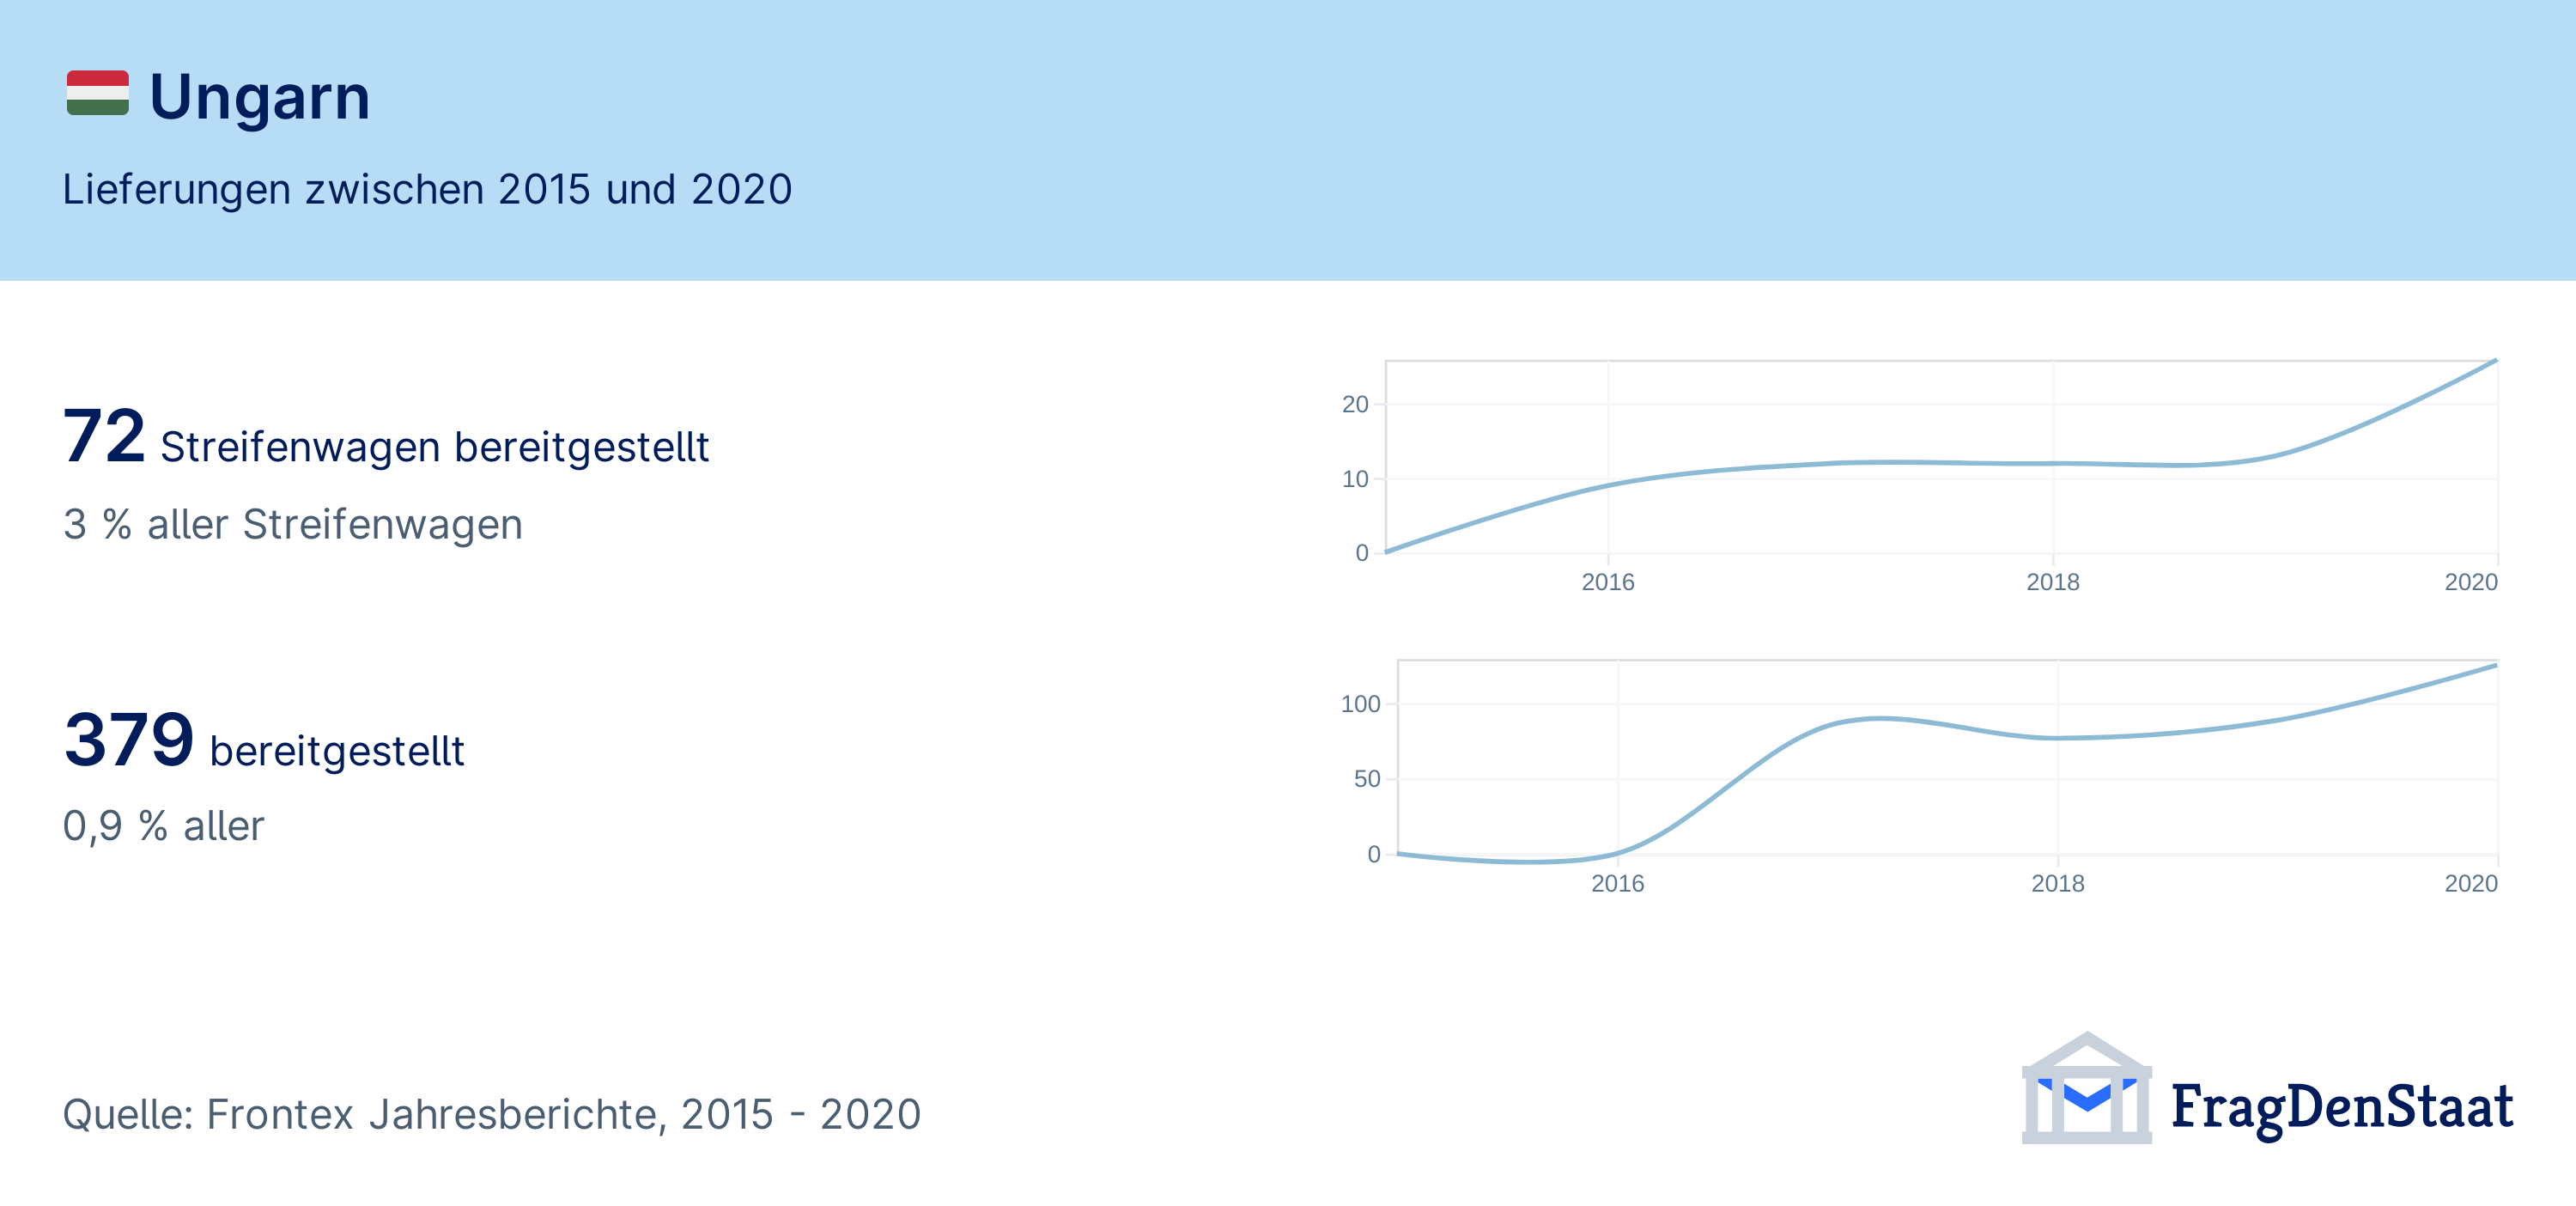 Ungarn
Lieferungen zwischen 2015 und 2020
72 Streifenwagen bereitgestellt
3 % aller Streifenwagen
20
10
0
2016 2018 2020
379 bereitgestellt
0,9 % aller
100
50
0
2016 2018 2020
Quelle: Frontex Jahresberichte, 2015 - 2020
FragDenStaat